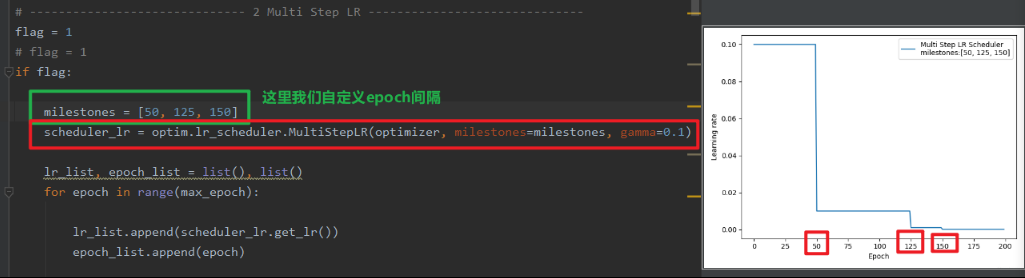 # ------------------------------ 2 Multi Step LR ------------------------------
flag = 1
# flag = 1
if flag:
milestones = [50, 125, 150]
这里我们自定义epoch间隔
scheduler_lr = optim.lr_scheduler.MultiStepLR(optimizer, milestones=milestones, gamma=0.1)
lr_list, epoch_list = list(), list()
for epoch in range(max_epoch):
lr_list.append(scheduler_lr.get_lr())
epoch_list.append(epoch)
Multi Step LR Scheduler
milestones:[50, 125, 150]
Learning rate
0.10
0.08
0.06
0.04
0.02
0.00
0 25 50 75 100 125 150 175 200
Epoch